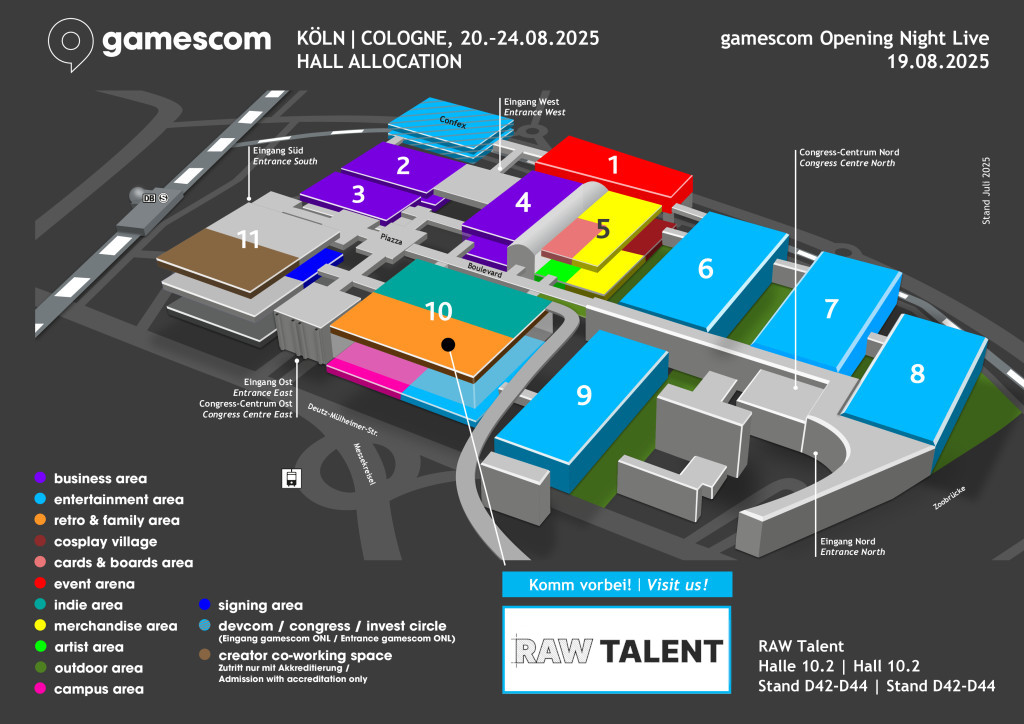 gamescom
KÖLN | COLOGNE, 20.-24.08.2025
HALL ALLOCATION
gamescom Opening Night Live
19.08.2025
Eingang West
Entrance West
Confex
Eingang Süd
Entrance South
Congress-Centrum Nord
Congress Centre North
Stand Juli 2025
DB S
1
2
3
4
5
6
7
8
9
10
11
Piazza
Boulevard
Eingang Ost
Entrance East
Congress-Centrum Ost
Congress Centre East
Deutz-Mülheimer-Str.
Messekreisel
Zoobrücke
Eingang Nord
Entrance North
business area
entertainment area
retro & family area
cosplay village
cards & boards area
event arena
indie area
merchandise area
artist area
outdoor area
campus area
signing area
devcom / congress / invest circle
(Eingang gamescom ONL / Entrance gamescom ONL)
creator co-working space
Zutritt nur mit Akkreditierung /
Admission with accreditation only
Komm vorbei! | Visit us!
RAW TALENT
RAW Talent
Halle 10.2 | Hall 10.2
Stand D42-D44 | Stand D42-D44